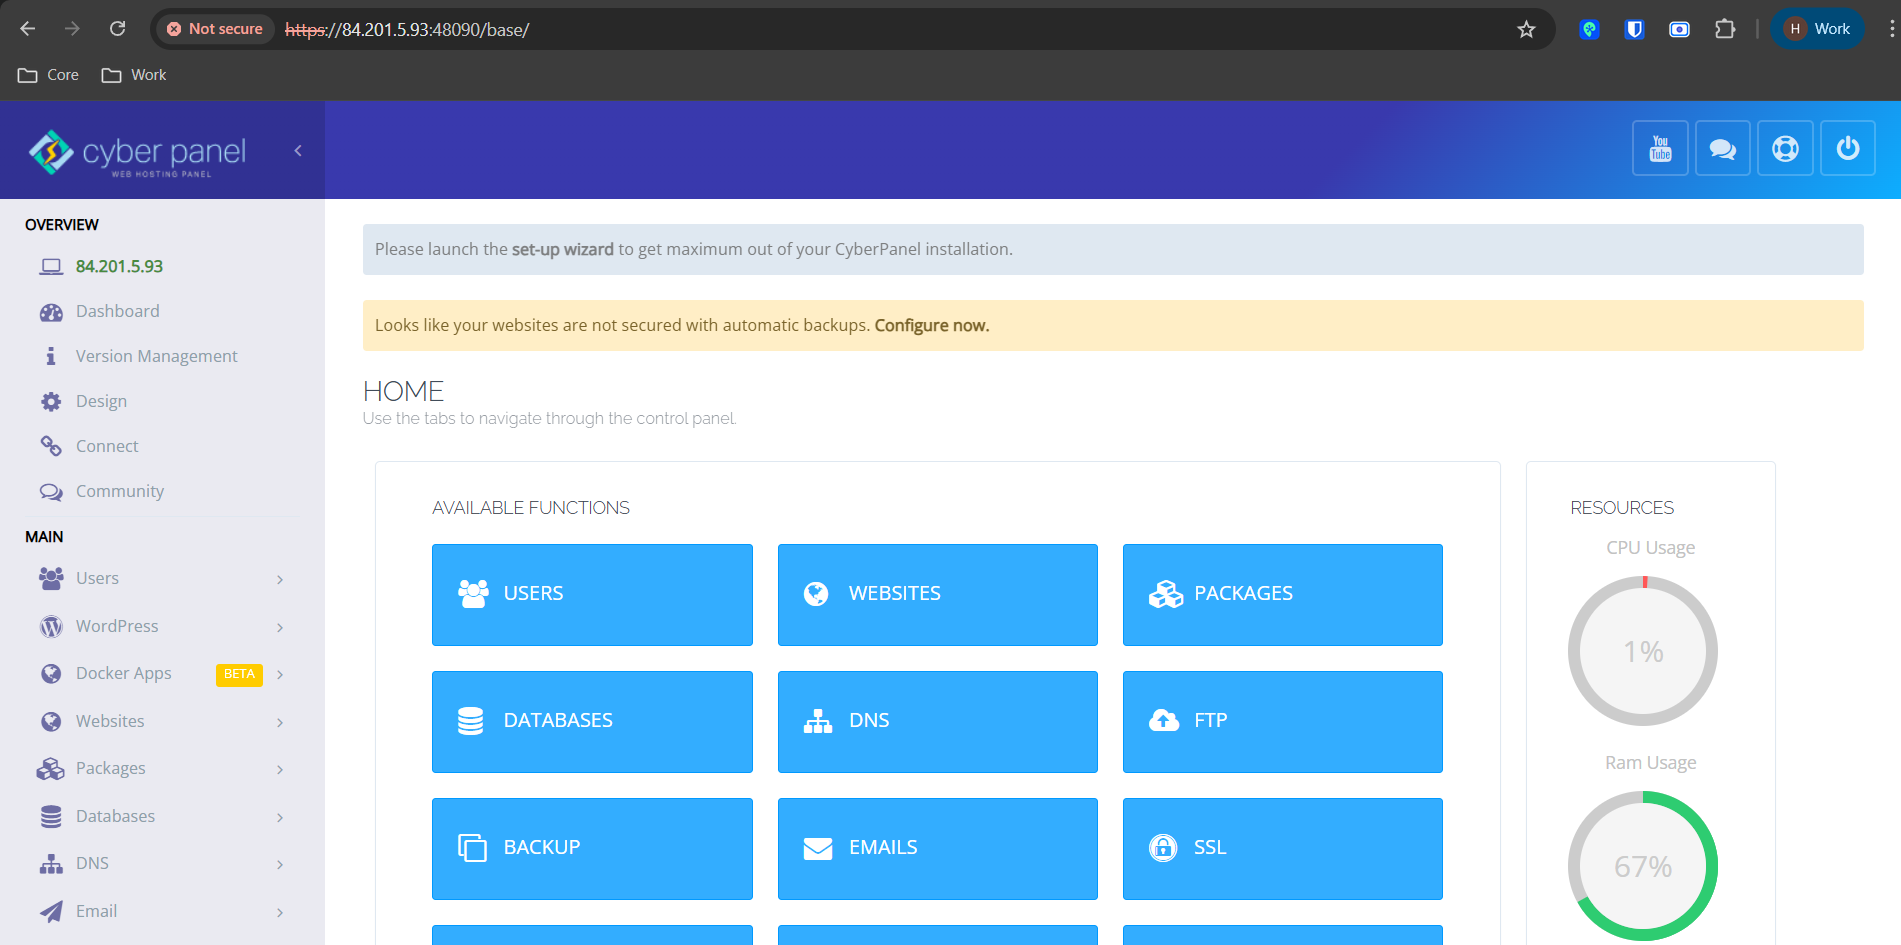 Not secure
https://84.201.5.93:48090/base/
H
Work
Core
Work
cyber panel
WEB HOSTING PANEL
You
Tube
OVERVIEW
84.201.5.93
Dashboard
Version Management
Design
Connect
Community
MAIN
Users
WordPress
Docker Apps
BETA
Websites
Packages
Databases
DNS
Email
Please launch the set-up wizard to get maximum out of your CyberPanel installation.
Looks like your websites are not secured with automatic backups. Configure now.
HOME
Use the tabs to navigate through the control panel.
AVAILABLE FUNCTIONS
USERS
WEBSITES
PACKAGES
DATABASES
DNS
FTP
BACKUP
EMAILS
SSL
RESOURCES
CPU Usage
1%
Ram Usage
67%